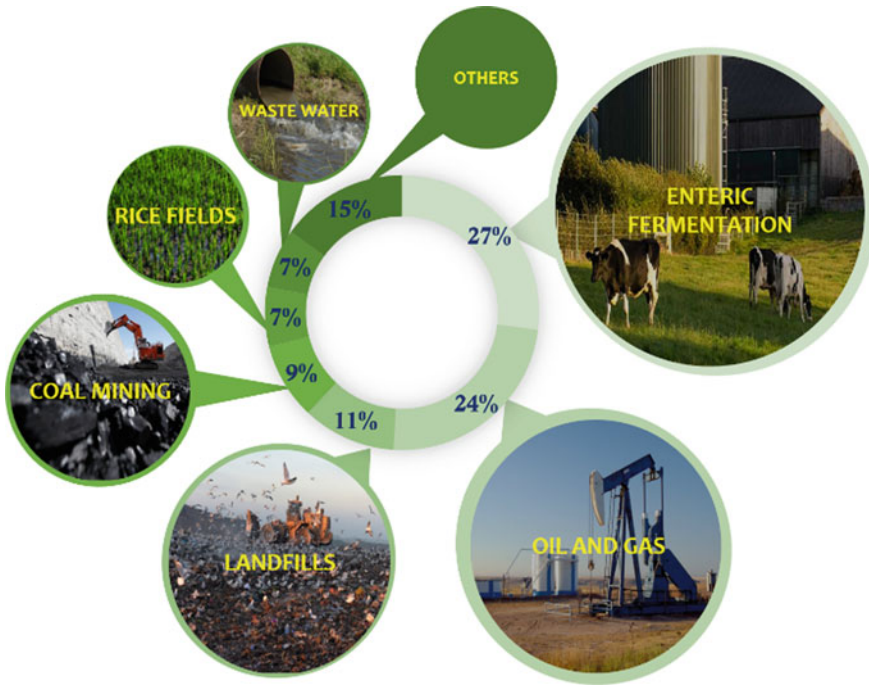 OTHERS
WASTE WATER
ENTERIC
FERMENTATION
RICE FIELDS
15%
27%
7%
7%
COAL MINING
9%
24%
11%
LANDFILLS
OIL AND GAS